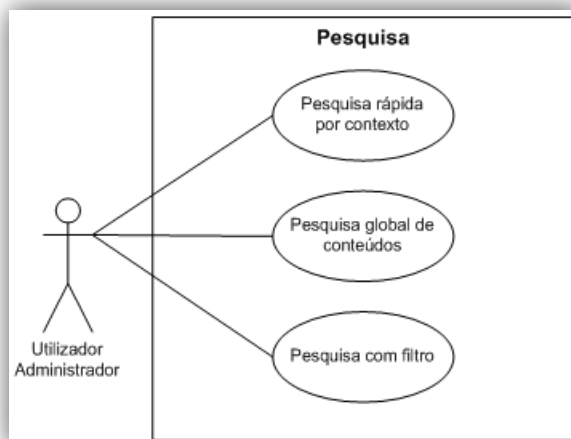 Pesquisa
Pesquisa rápida
por contexto
Pesquisa global de
conteúdos
Pesquisa com filtro
Utilizador
Administrador